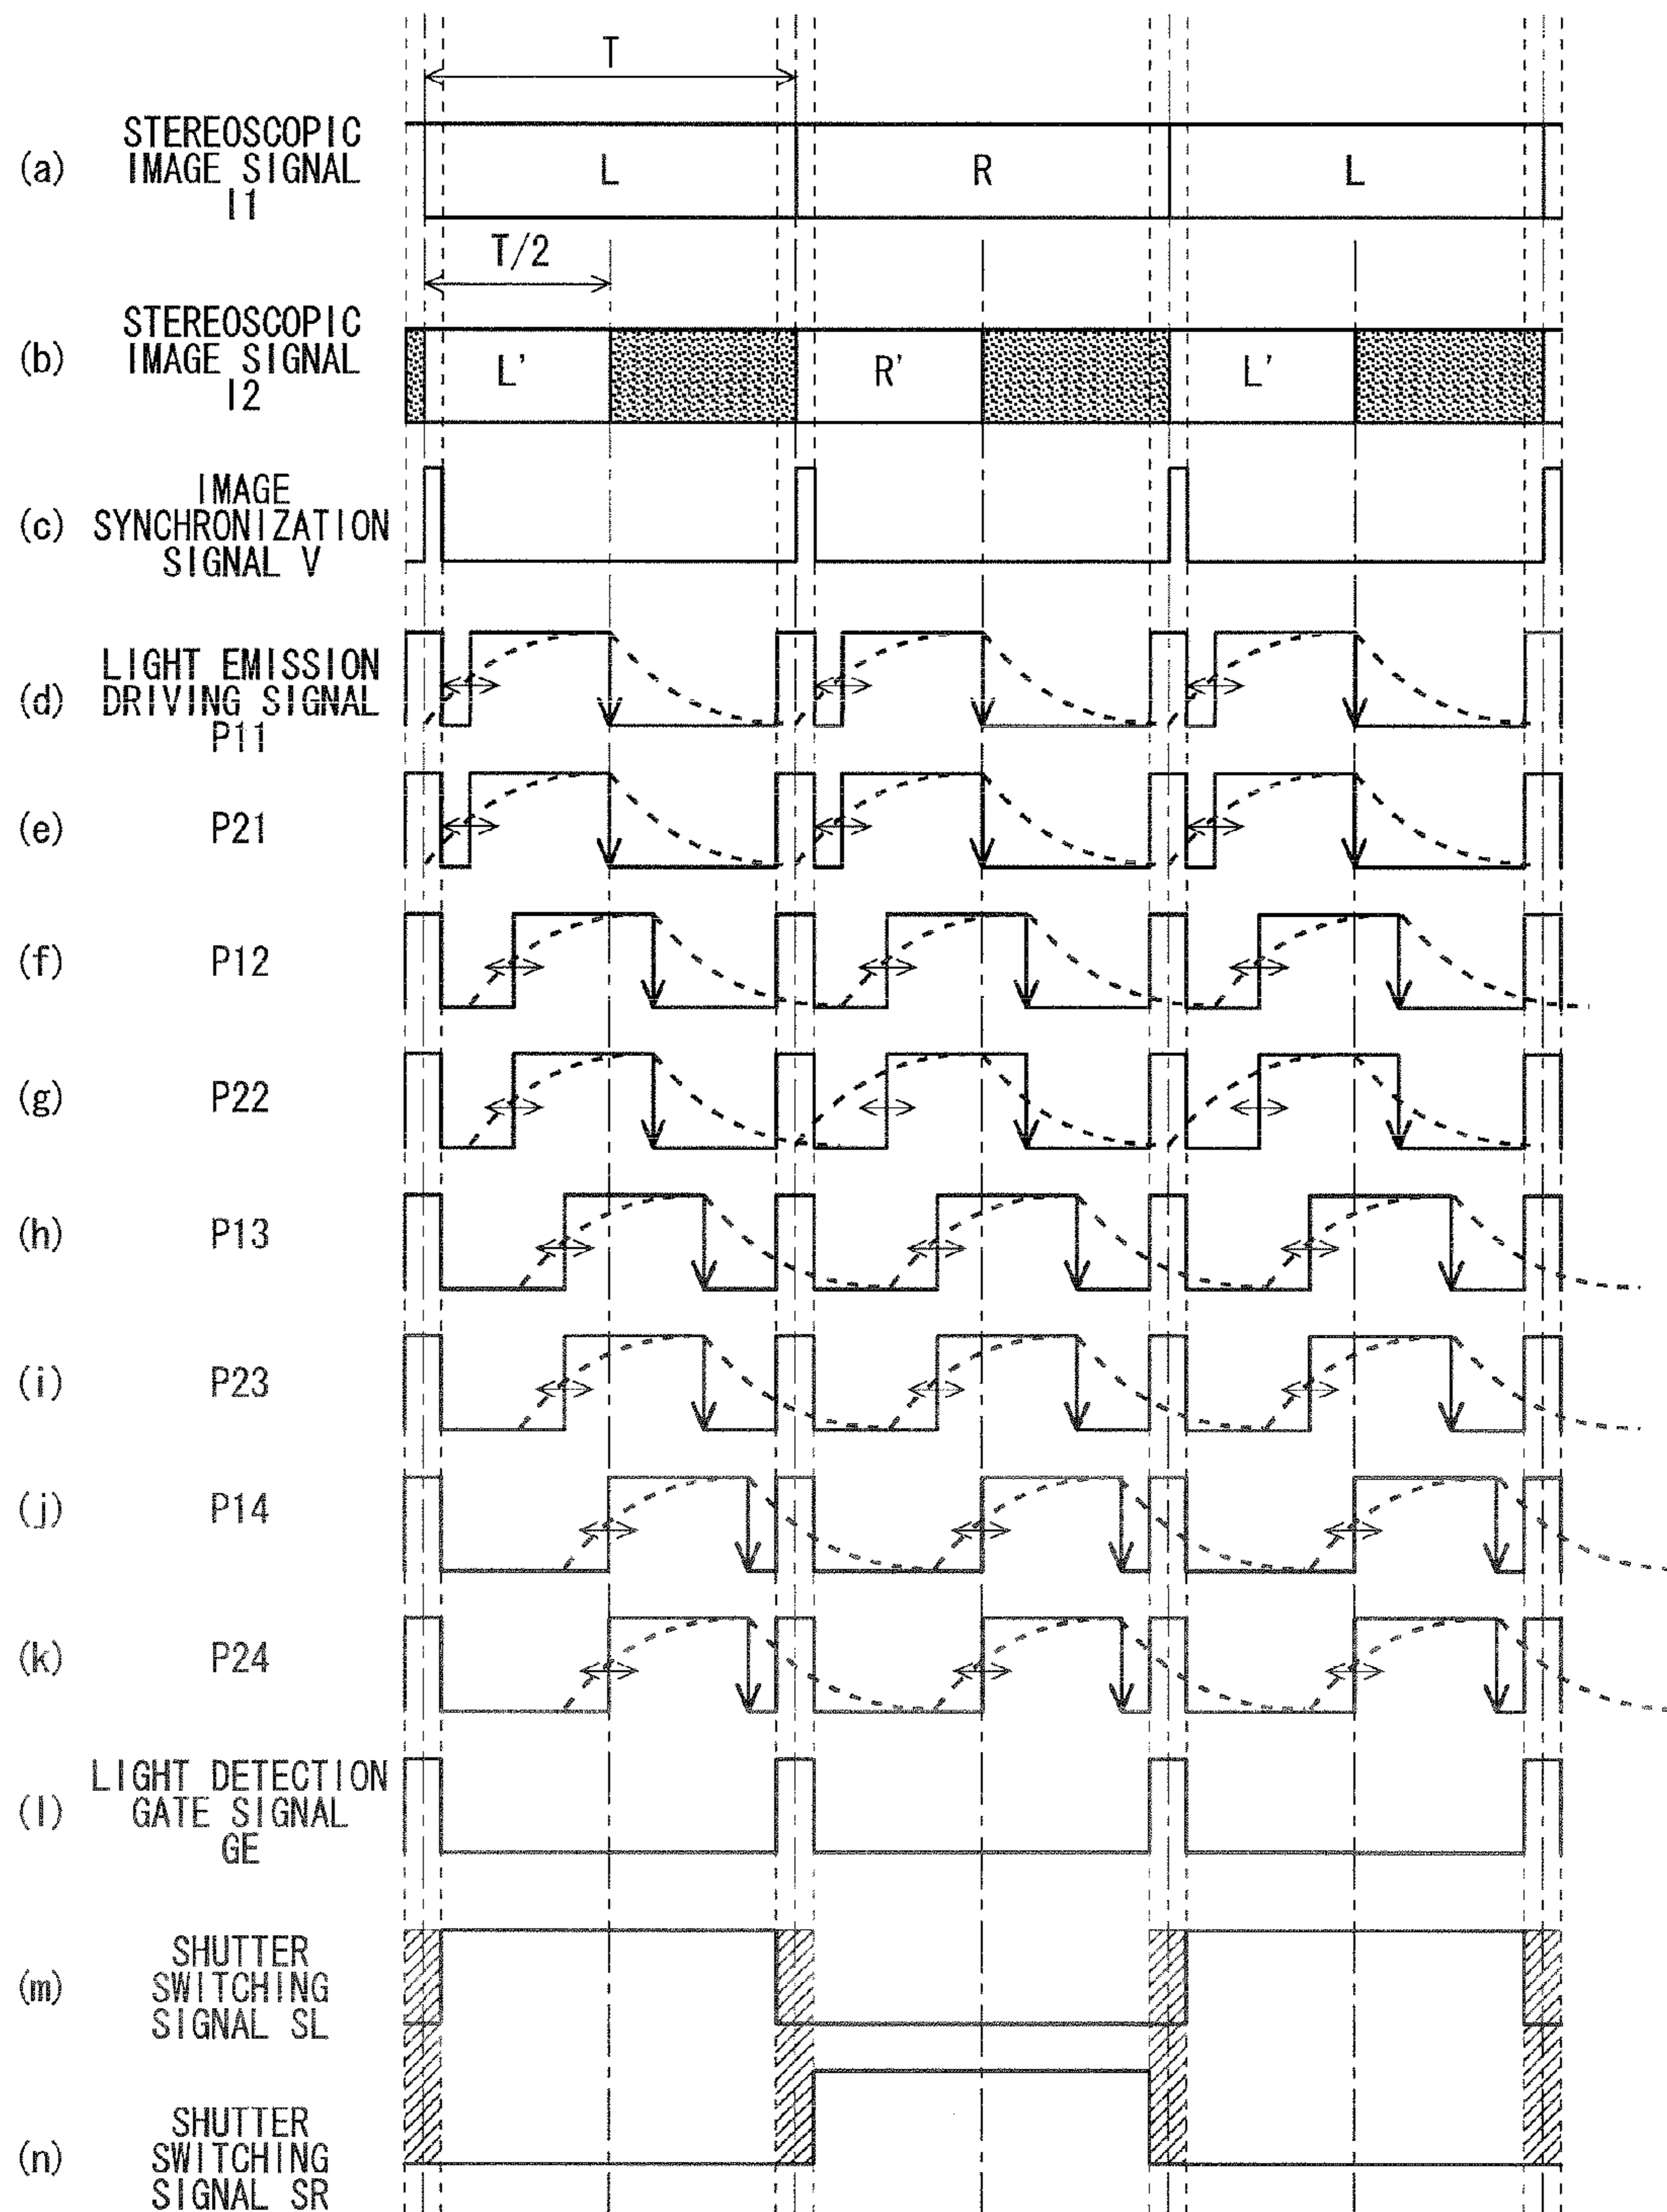 T
(a)
STEREOSCOPIC
IMAGE SIGNAL
I1
L
R
L
T/2
(b)
STEREOSCOPIC
IMAGE SIGNAL
I2
L'
R'
L'
(c)
IMAGE
SYNCHRONIZATION
SIGNAL V
(d)
LIGHT EMISSION
DRIVING SIGNAL
P11
(e)
P21
(f)
P12
(g)
P22
(h)
P13
(i)
P23
(j)
P14
(k)
P24
(l)
LIGHT DETECTION
GATE SIGNAL
GE
(m)
SHUTTER
SWITCHING
SIGNAL SL
(n)
SHUTTER
SWITCHING
SIGNAL SR